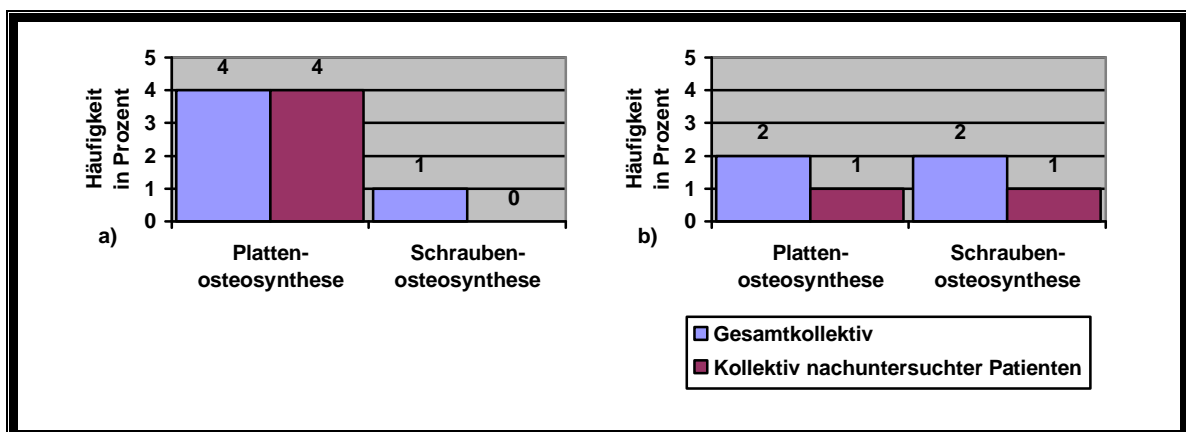 Häufigkeit
in Prozent
5
4
3
2
1
0
4
4
1
0
a)
Platten-
osteosynthese
Schrauben-
osteosynthese
Häufigkeit
in Prozent
5
4
3
2
1
0
2
1
2
1
b)
Platten-
osteosynthese
Schrauben-
osteosynthese
Gesamtkollektiv
Kollektiv nachuntersuchter Patienten